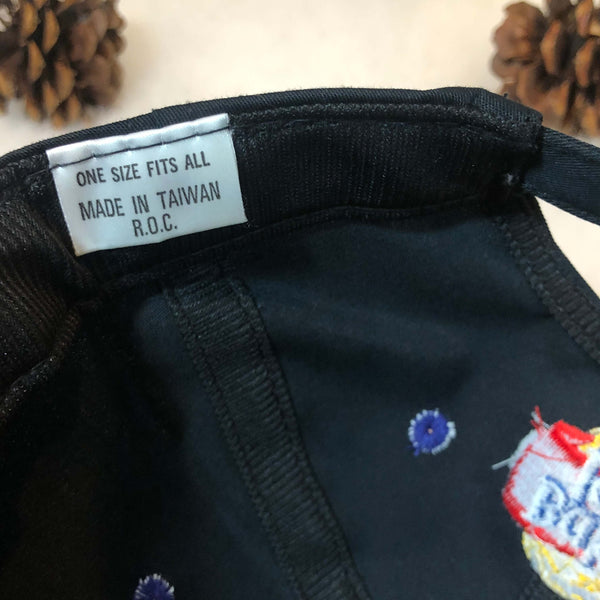 ONE SIZE FITS ALL
MADE IN TAIWAN
R.O.C.